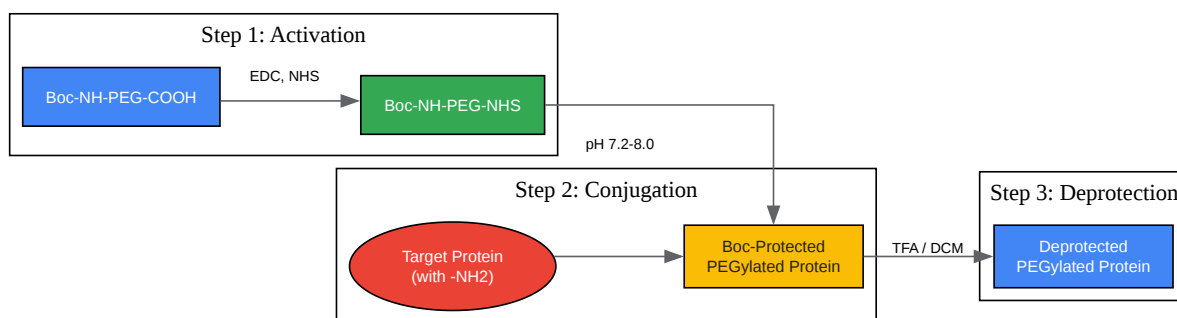 Step 1: Activation
EDC, NHS
Boc-NH-PEG-COOH
Boc-NH-PEG-NHS
pH 7.2-8.0
Step 2: Conjugation
Step 3: Deprotection
Target Protein
(with -NH2)
Boc-Protected
PEGylated Protein
TFA / DCM
Deprotected
PEGylated Protein